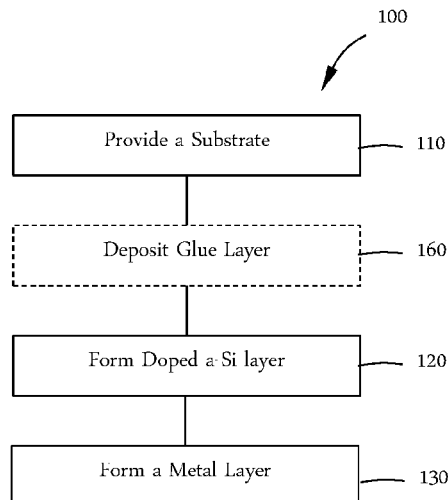 100
Provide a Substrate
110
Deposit Glue Layer
160
Form Doped a-Si layer
120
Form a Metal Layer
130